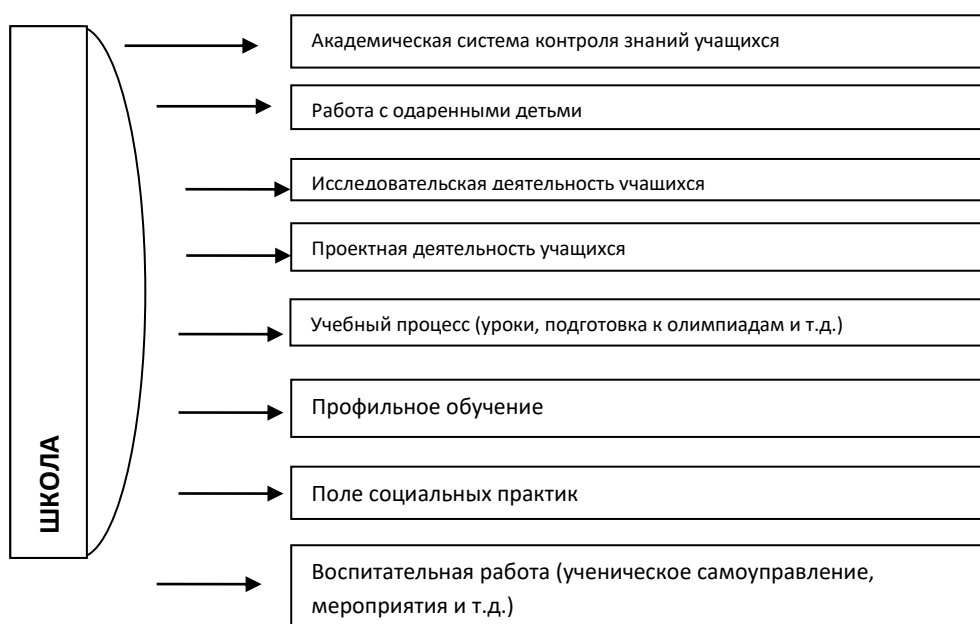 Академическая система контроля знаний учащихся
Работа с одаренными детьми
Исследовательская деятельность учащихся
Проектная деятельность учащихся
Учебный процесс (уроки, подготовка к олимпиадам и т.д.)
Профильное обучение
ШКОЛА
Поле социальных практик
Воспитательная работа (ученическое самоуправление,
мероприятия и т.д.)